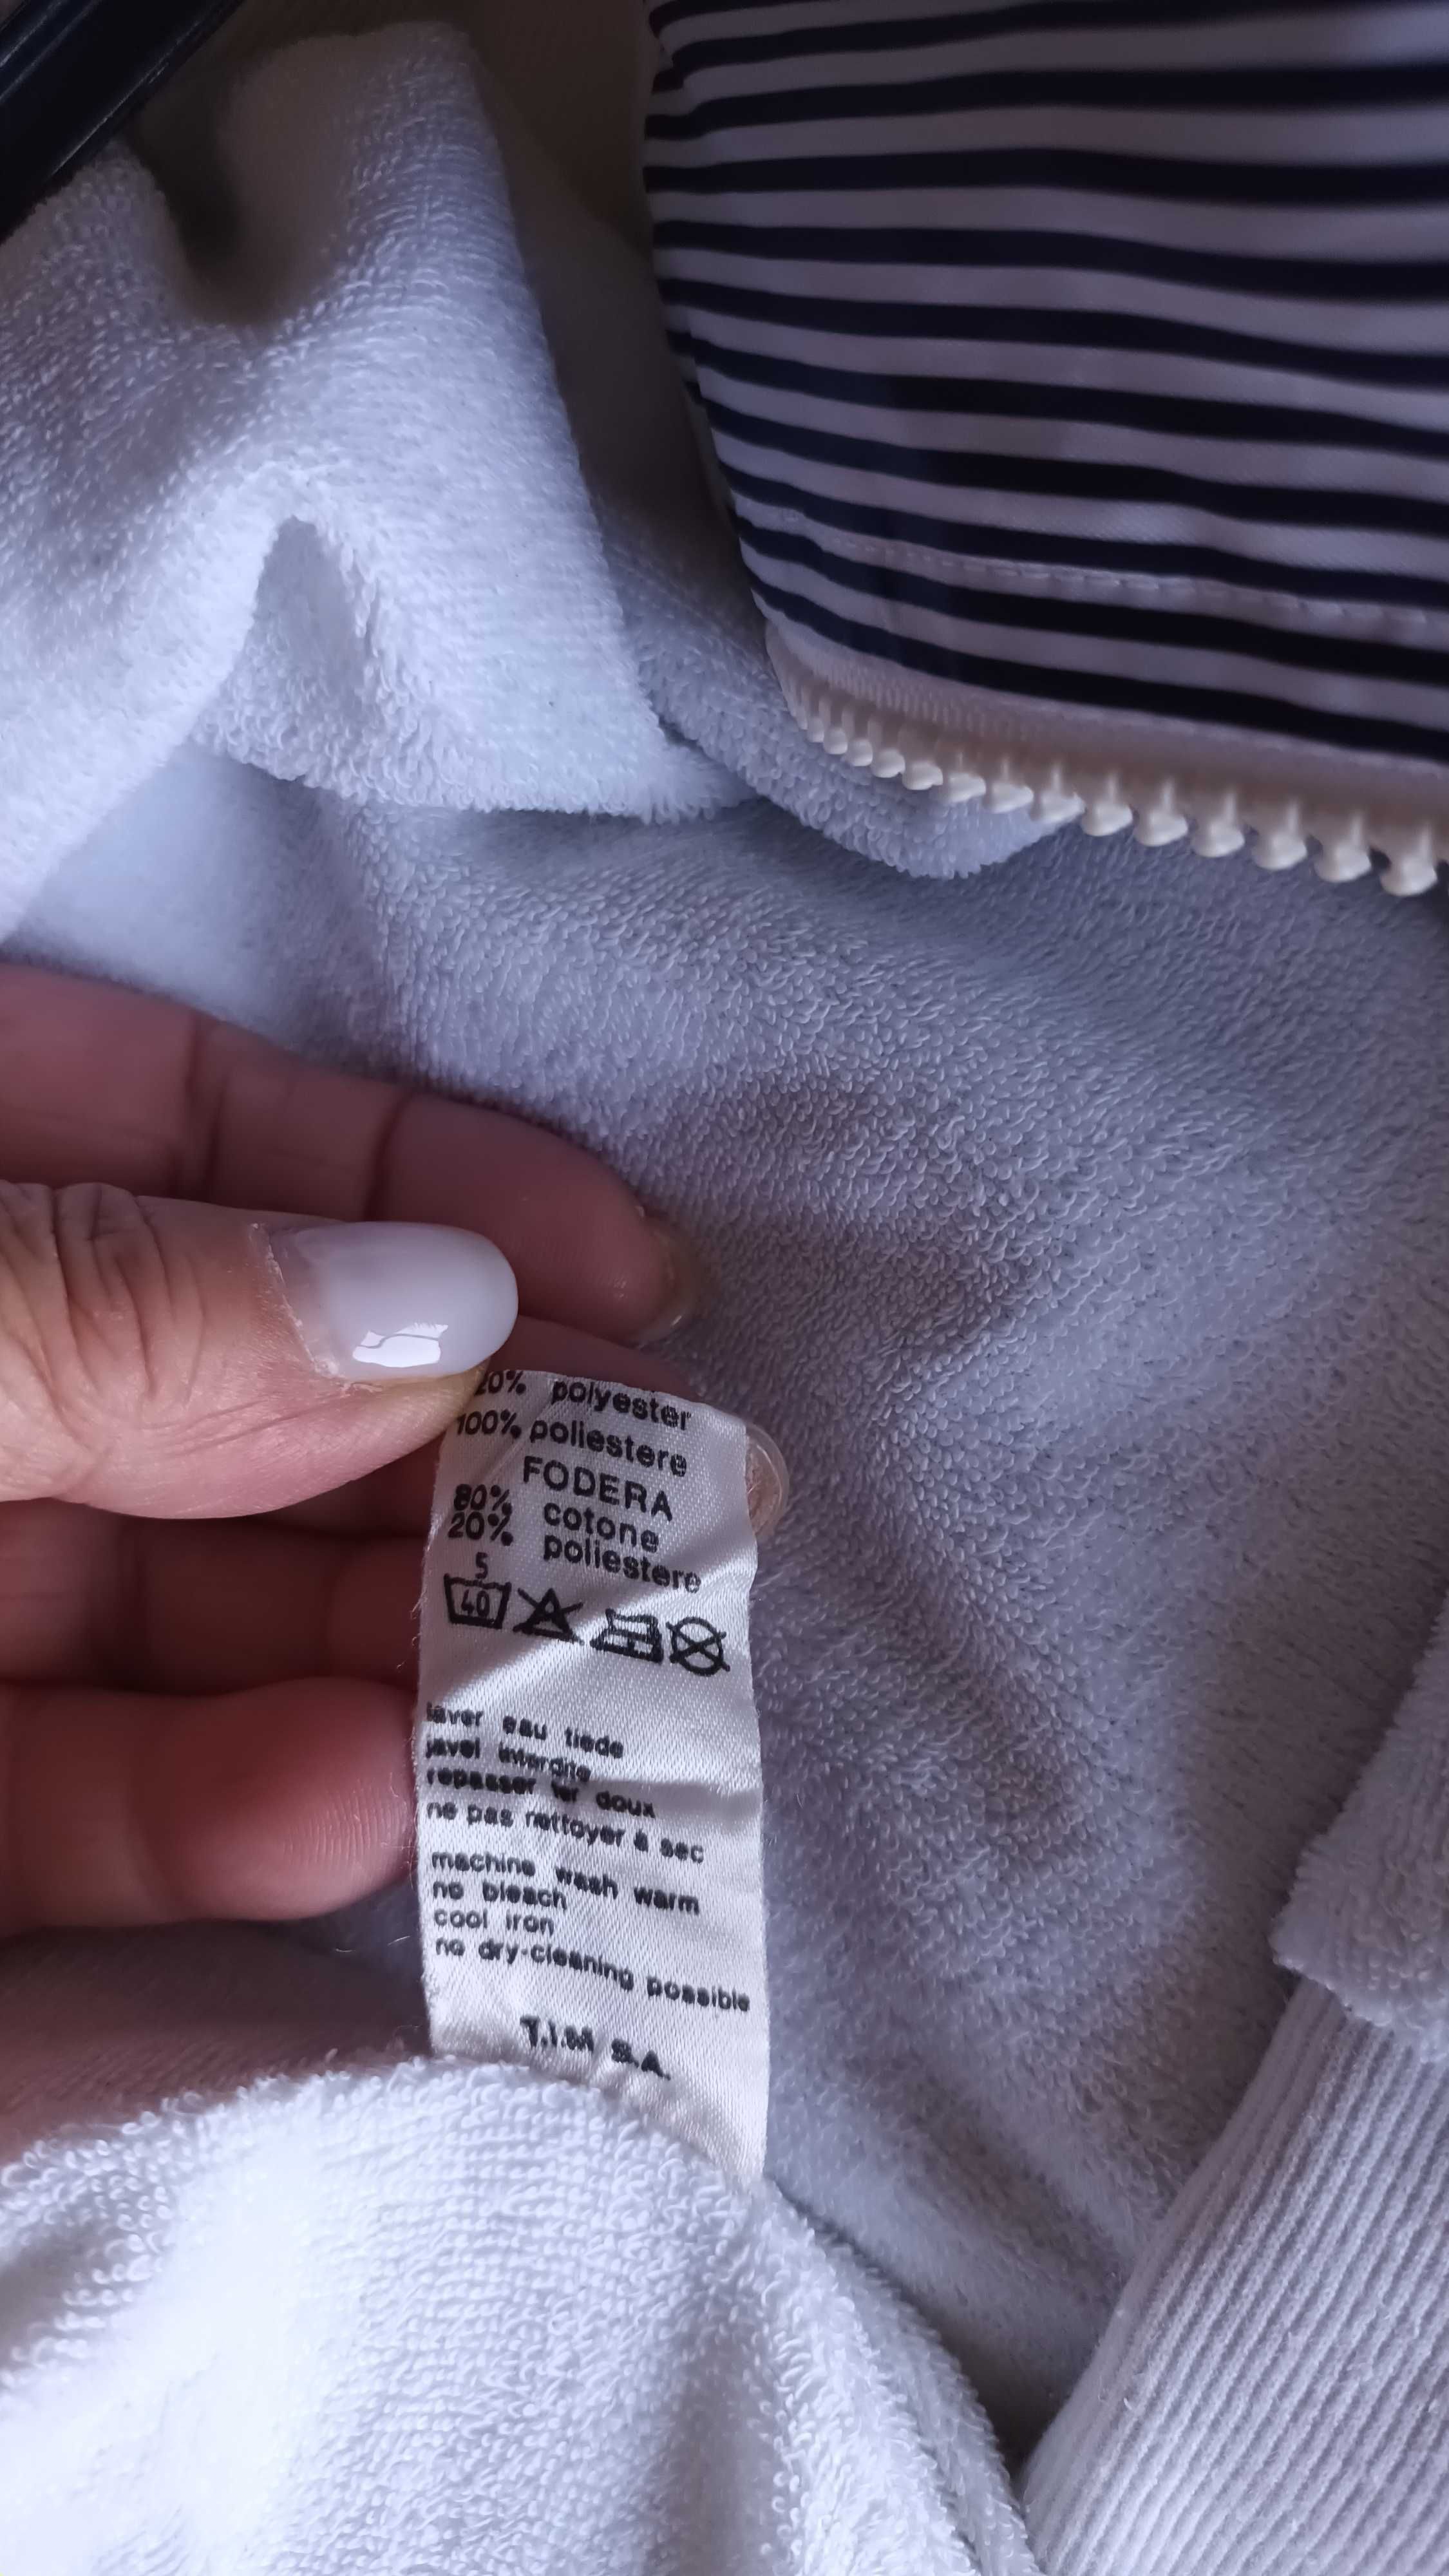 20% polyester
100% poliestere
FODERA
80% cotone
20% poliestere
5
40
laver eau tiede
javel interdite
repasser fer doux
ne pas nettoyer à sec
machine wash warm
no bleach
cool iron
no dry-cleaning possible
T.I.M S.A.